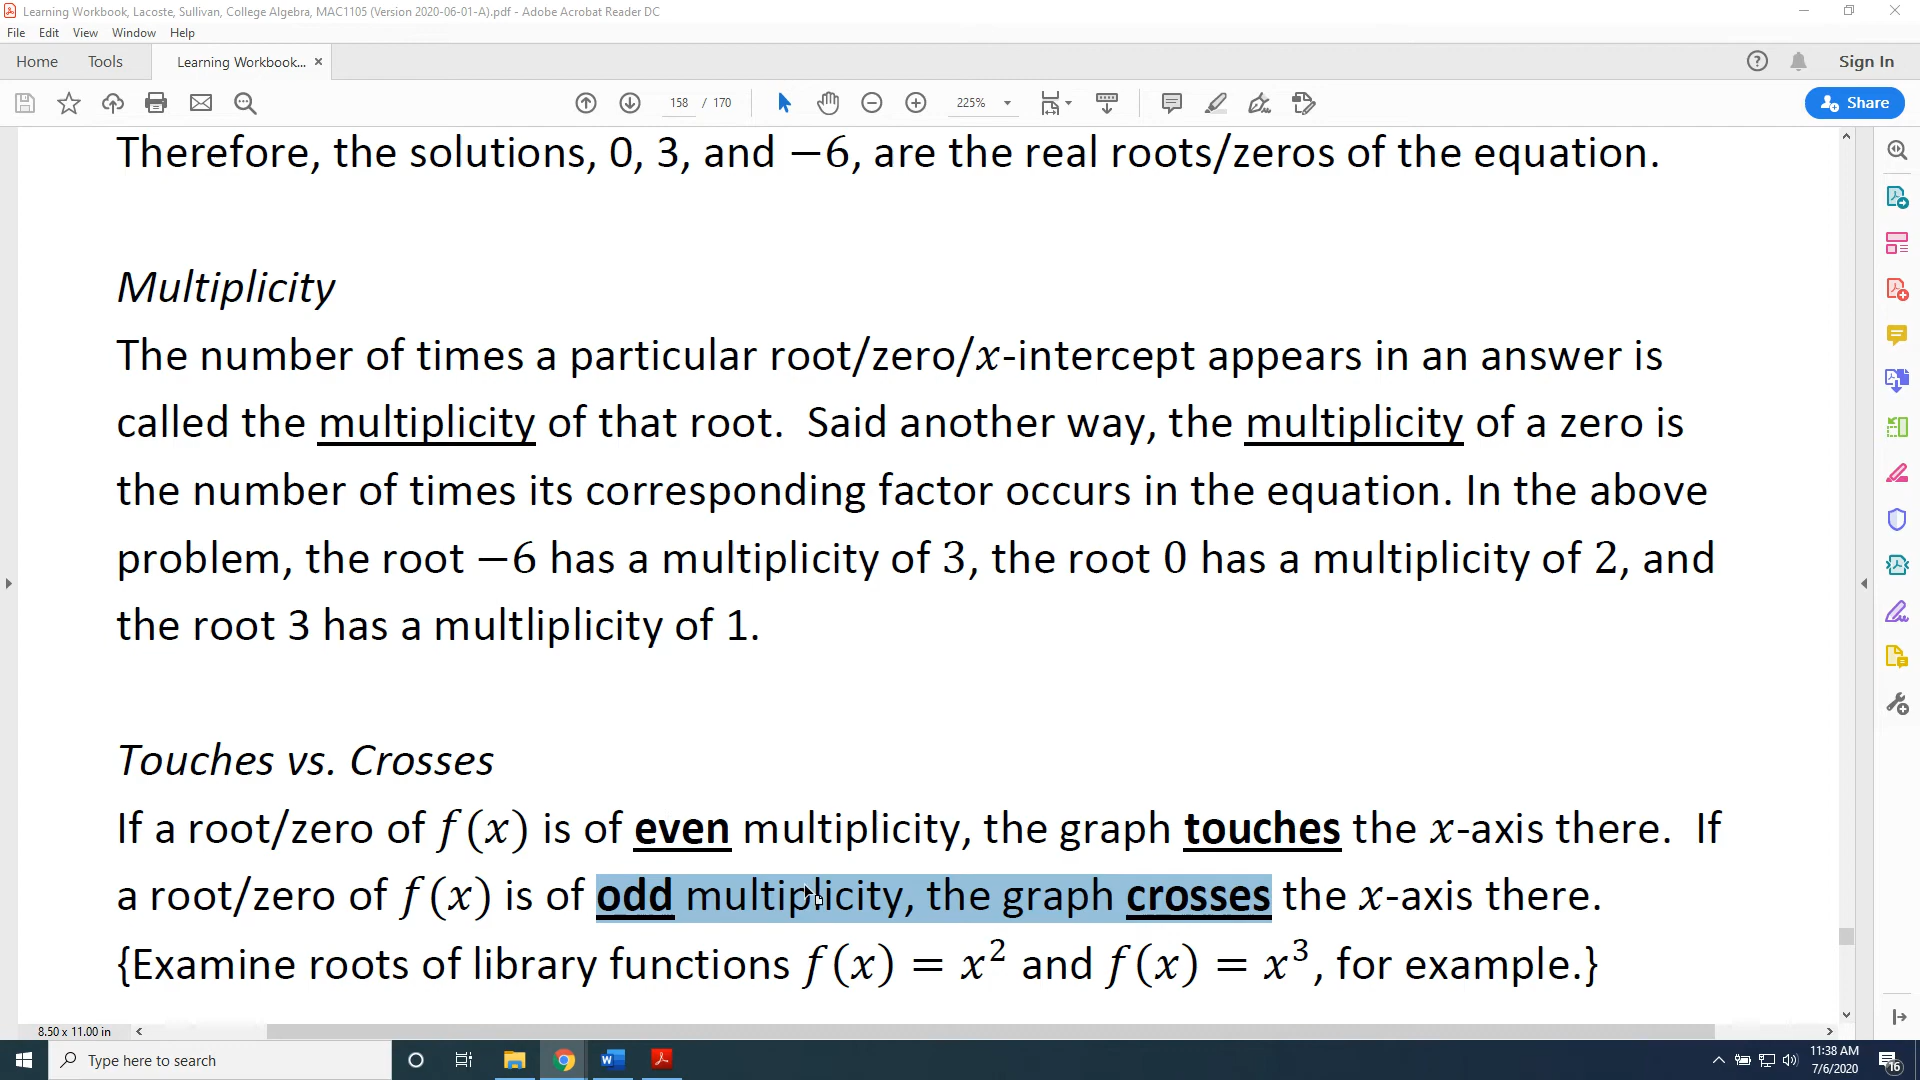 Learning Workbook, Lacoste, Sullivan, College Algebra, MAC1105 (Version 2020-06-01-A).pdf - Adobe Acrobat Reader DC
File Edit View Window Help
Home Tools Learning Workbook... × Sign In
158 / 170 225% Share
Therefore, the solutions, 0, 3, and −6, are the real roots/zeros of the equation.
Multiplicity
The number of times a particular root/zero/x-intercept appears in an answer is
called the multiplicity of that root. Said another way, the multiplicity of a zero is
the number of times its corresponding factor occurs in the equation. In the above
problem, the root −6 has a multiplicity of 3, the root 0 has a multiplicity of 2, and
the root 3 has a multliplicity of 1.
Touches vs. Crosses
If a root/zero of f(x) is of even multiplicity, the graph touches the x-axis there. If
a root/zero of f(x) is of odd multiplicity, the graph crosses the x-axis there.
{Examine roots of library functions f(x) = x² and f(x) = x³, for example.}
8.50 x 11.00 in
Type here to search
11:38 AM
7/6/2020
16